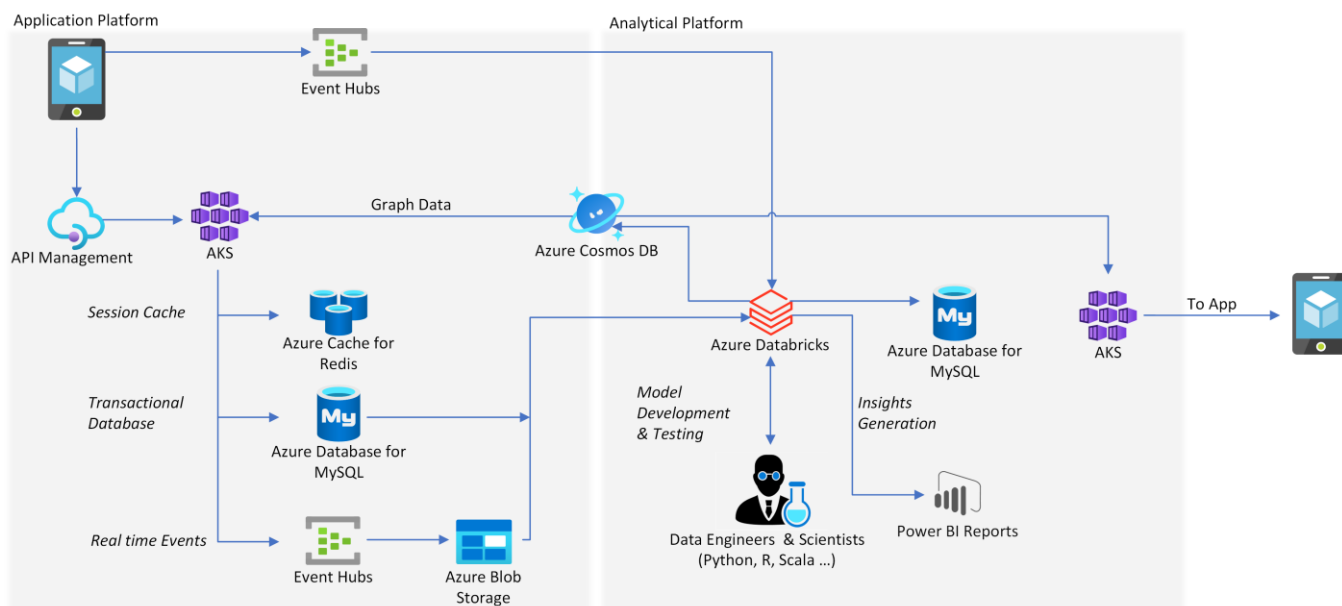 Application Platform
Analytical Platform
Event Hubs
Graph Data
API Management
AKS
Azure Cosmos DB
Session Cache
Azure Cache for
Redis
Azure Databricks
My
Azure Database for
MySQL
AKS
To App
Transactional
Database
My
Azure Database for
MySQL
Model
Development
& Testing
Insights
Generation
Real time Events
Event Hubs
Azure Blob
Storage
Data Engineers & Scientists
(Python, R, Scala ...)
Power BI Reports